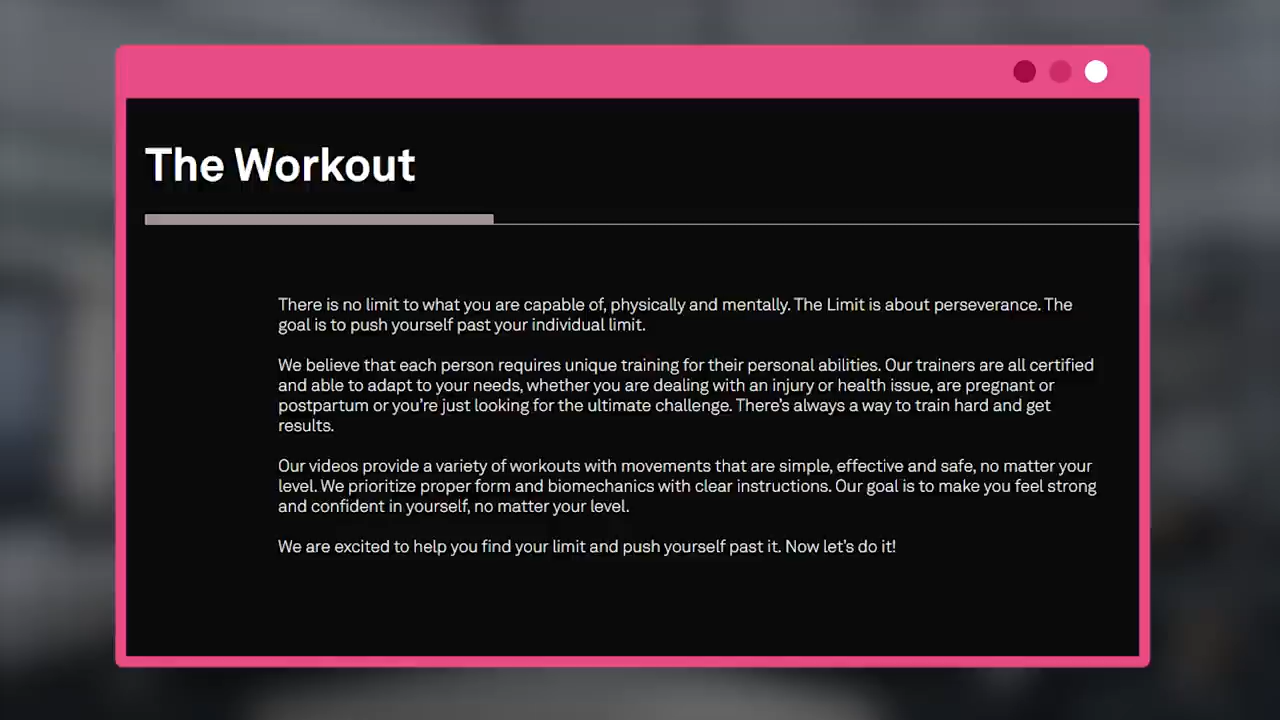 The Workout
There is no limit to what you are capable of, physically and mentally. The Limit is about perseverance. The
goal is to push yourself past your individual limit.
We believe that each person requires unique training for their personal abilities. Our trainers are all certified
and able to adapt to your needs, whether you are dealing with an injury or health issue, are pregnant or
postpartum or you’re just looking for the ultimate challenge. There’s always a way to train hard and get
results.
Our videos provide a variety of workouts with movements that are simple, effective and safe, no matter your
level. We prioritize proper form and biomechanics with clear instructions. Our goal is to make you feel strong
and confident in yourself, no matter your level.
We are excited to help you find your limit and push yourself past it. Now let’s do it!